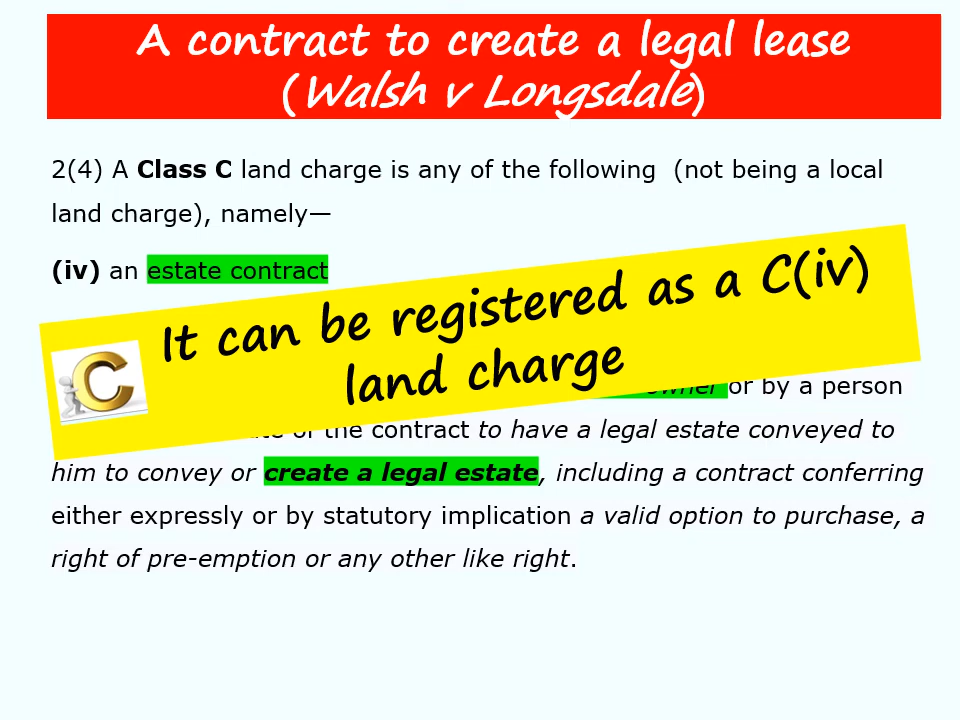 A contract to create a legal lease
(Walsh v Longsdale)
2(4) A Class C land charge is any of the following (not being a local
land charge), namely—
(iv) an estate contract
It can be registered as a C(iv)
land charge
C
owner or by a person
of the contract to have a legal estate conveyed to
him to convey or create a legal estate, including a contract conferring
either expressly or by statutory implication a valid option to purchase, a
right of pre-emption or any other like right.